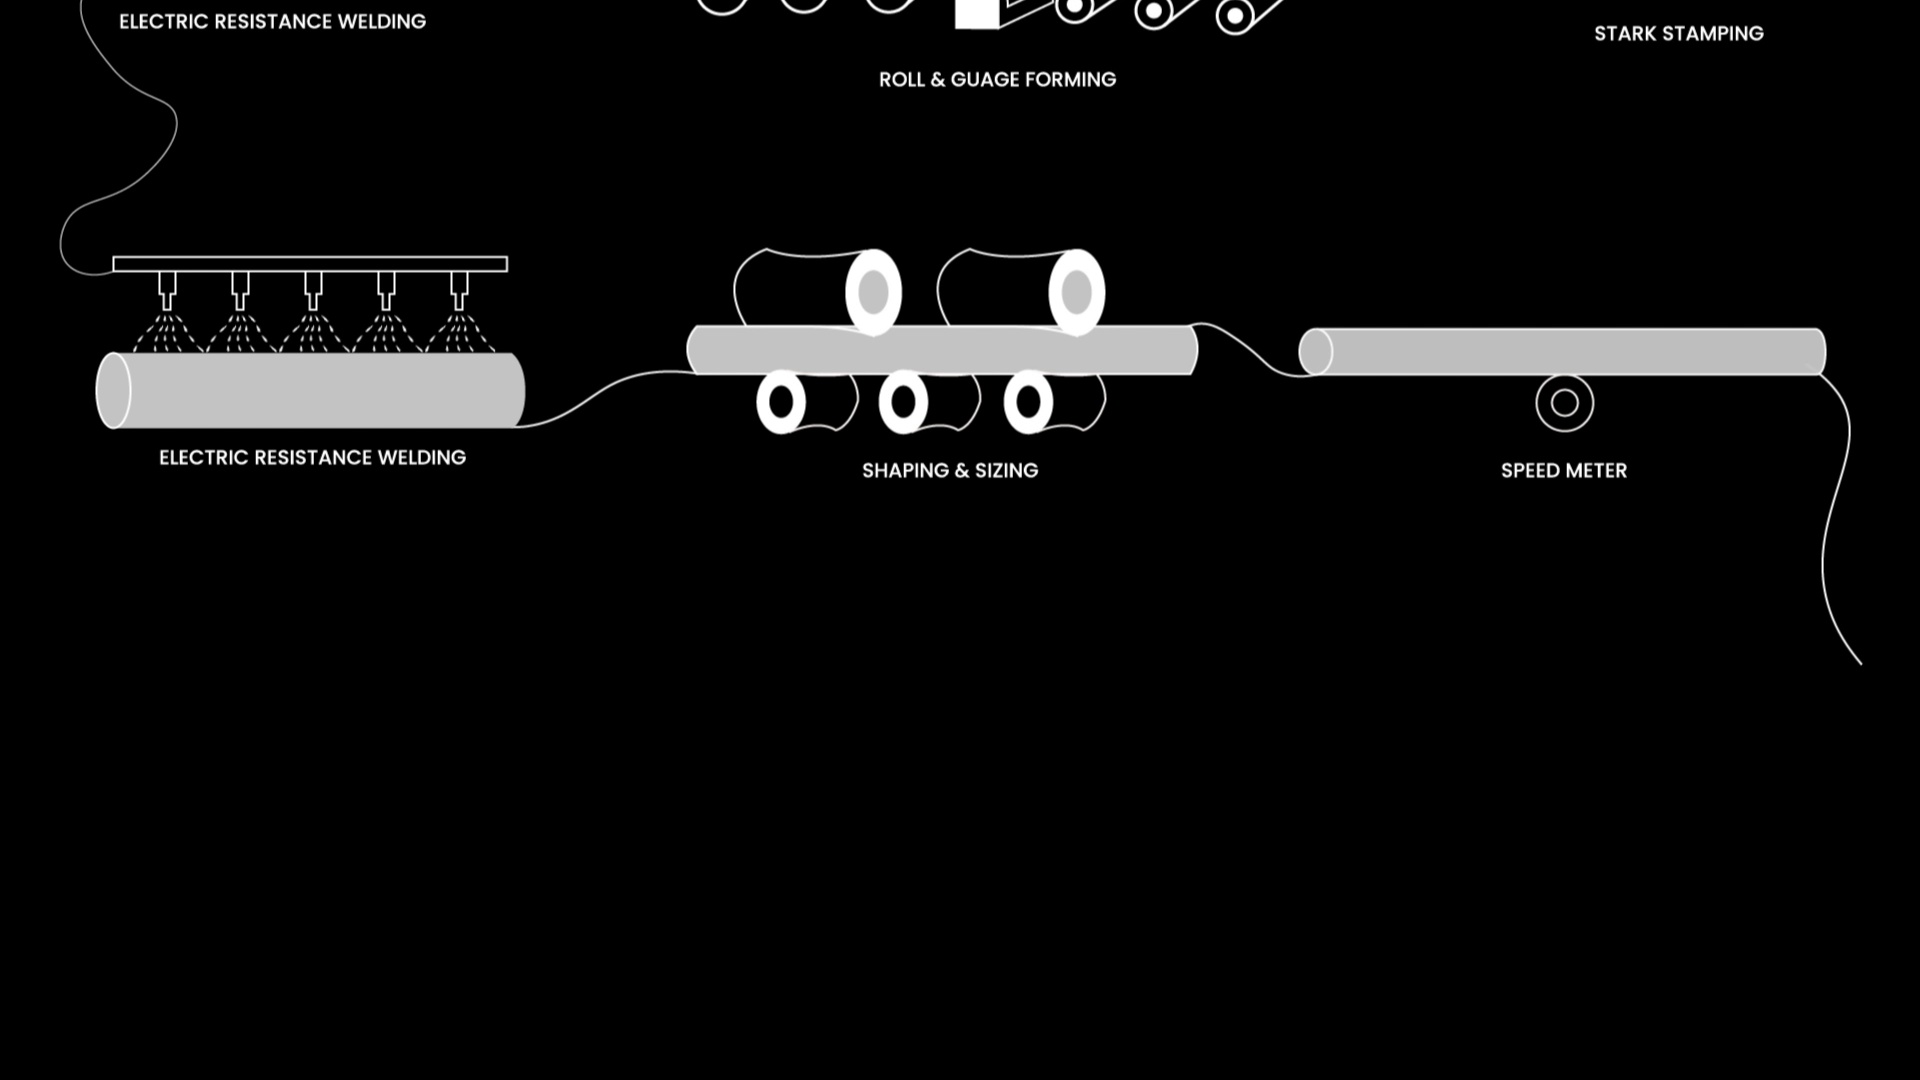 ELECTRIC RESISTANCE WELDING
STARK STAMPING
ROLL & GUAGE FORMING
ELECTRIC RESISTANCE WELDING
SHAPING & SIZING
SPEED METER